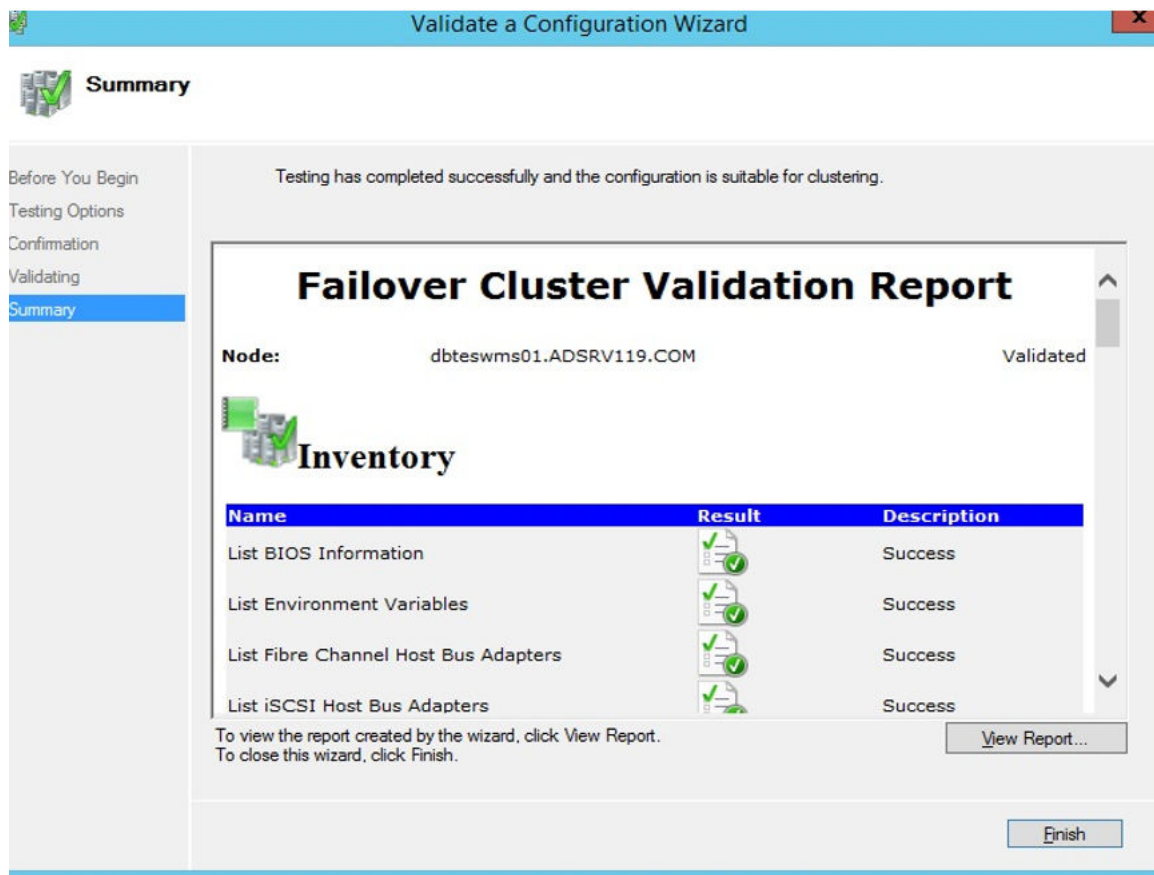 Validate a Configuration Wizard
x
Summary
Before You Begin
Testing Options
Confirmation
Validating
Summary
Testing has completed successfully and the configuration is suitable for clustering.
Failover Cluster Validation Report
Node: dbteswms01.ADSRV119.COM Validated
Inventory
Name Result Description
List BIOS Information Success
List Environment Variables Success
List Fibre Channel Host Bus Adapters Success
List iSCSI Host Bus Adapters Success
To view the report created by the wizard, click View Report.
To close this wizard, click Finish.
View Report...
Finish